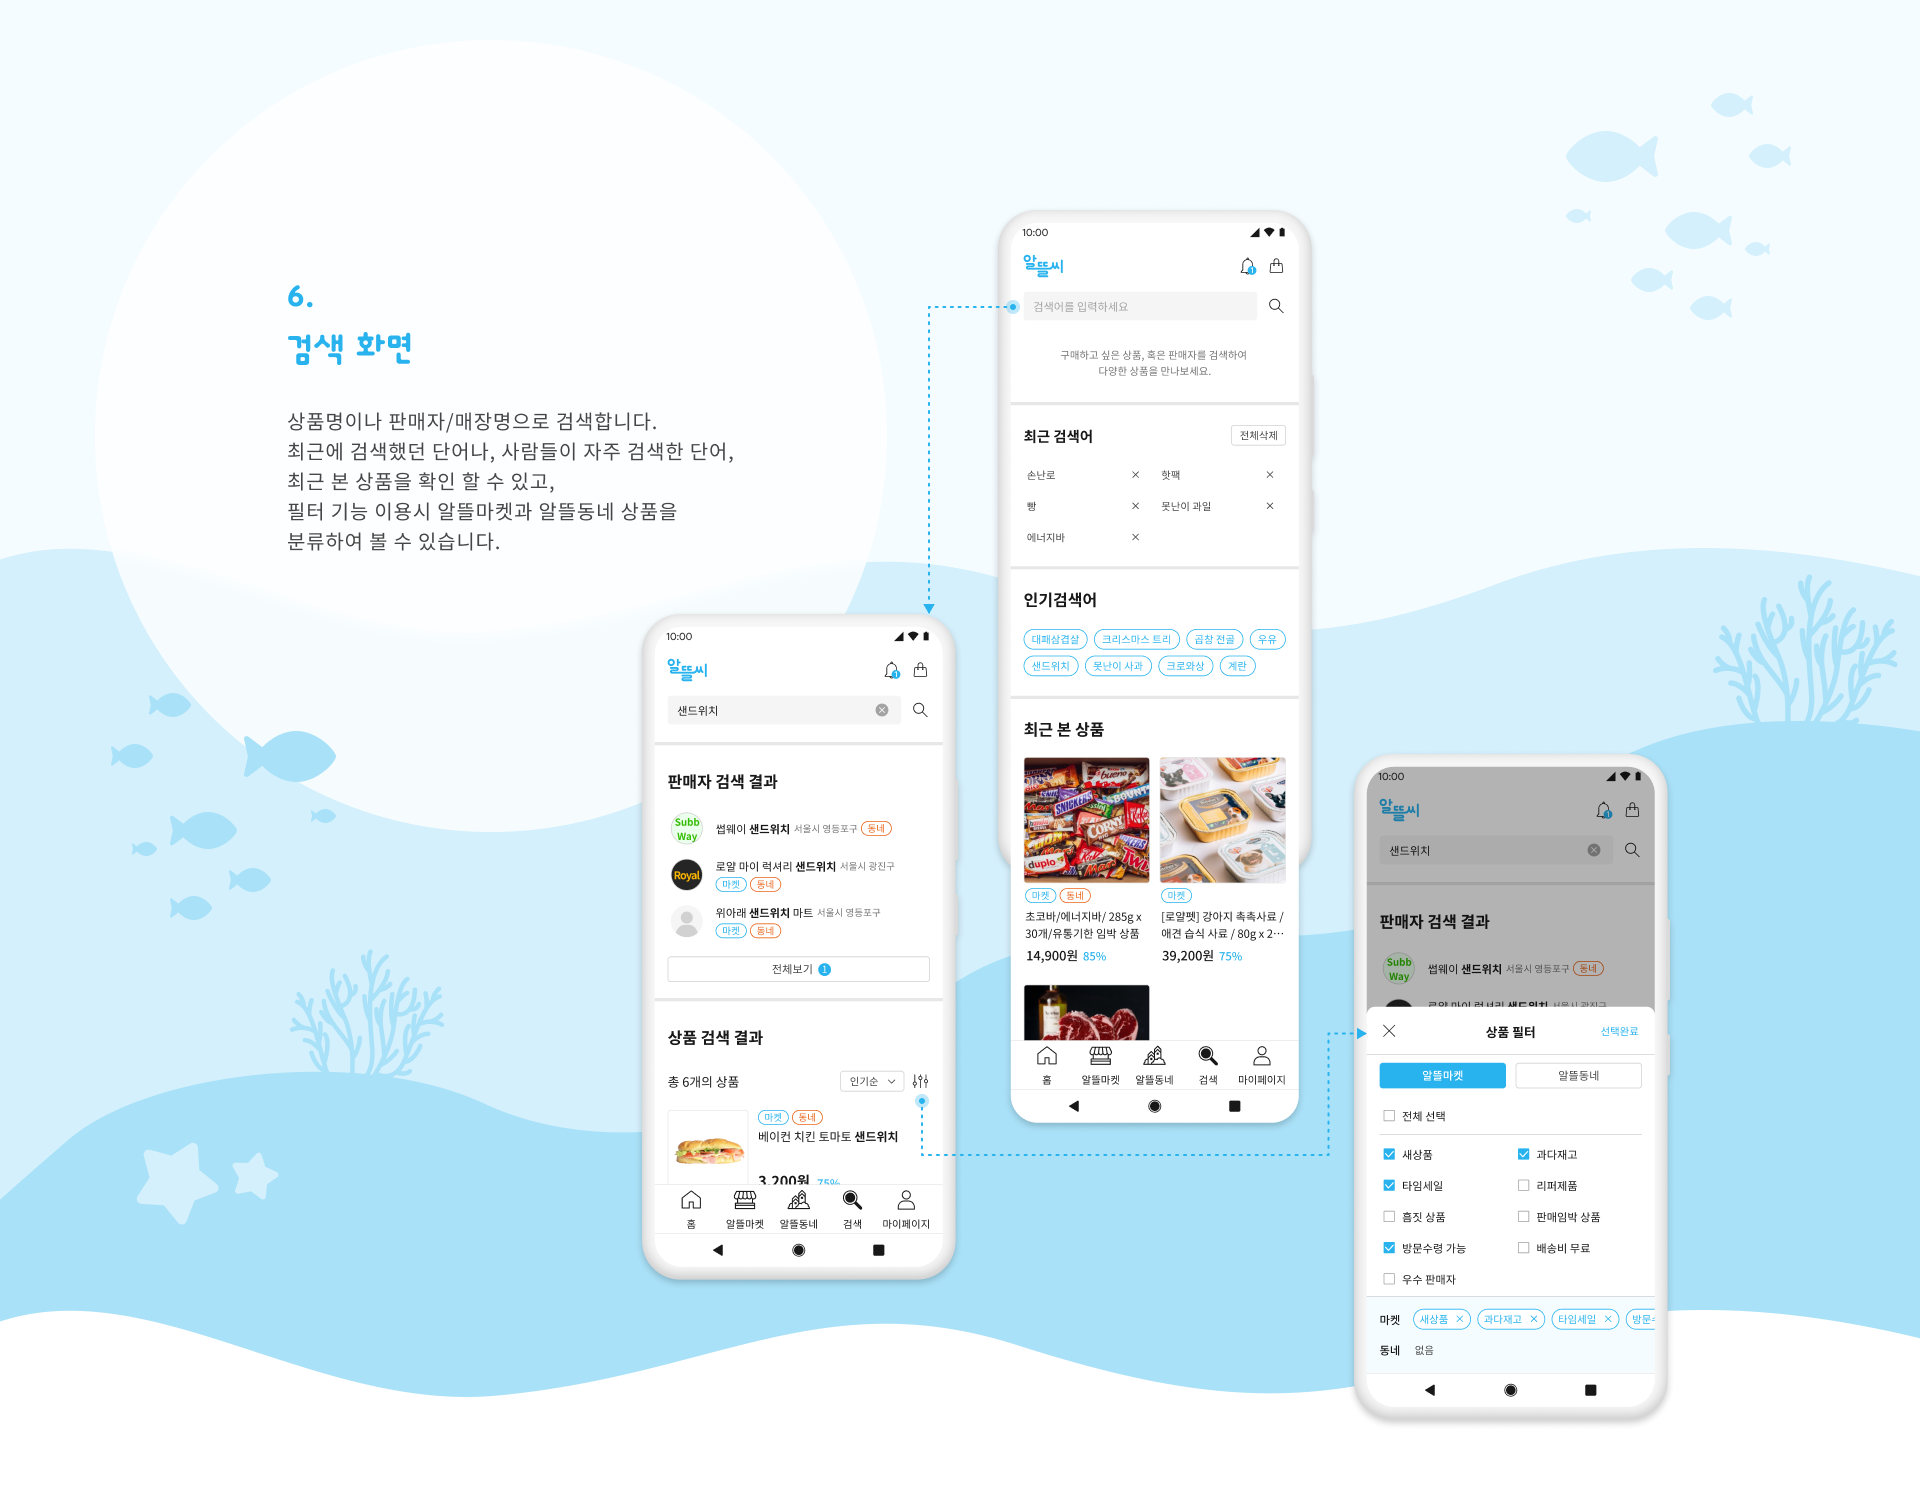 6.
검색 화면
상품명이나 판매자/매장명으로 검색합니다.
최근에 검색했던 단어나, 사람들이 자주 검색한 단어,
최근 본 상품을 확인 할 수 있고,
필터 기능 이용시 알뜰마켓과 알뜰동네 상품을
분류하여 볼 수 있습니다.
10:00
알뜰씨
1
검색어를 입력하세요
구매하고 싶은 상품, 혹은 판매자를 검색하여
다양한 상품을 만나보세요.
최근 검색어 전체삭제
손난로 핫팩
빵 못난이 과일
에너지바
인기검색어
대패삼겹살 크리스마스 트리 곱창 전골 우유
샌드위치 못난이 사과 크로와상 계란
최근 본 상품
bueno
SNICKERS
BOUNTY
CORNY
duplo
마켓 동네
초코바/에너지바/ 285g x
30개/유통기한 임박 상품
14,900원 85%
마켓
[로얄펫] 강아지 촉촉사료 /
애견 습식 사료 / 80g x 2…
39,200원 75%
홈 알뜰마켓 알뜰동네 검색 마이페이지
10:00
알뜰씨
1
샌드위치
판매자 검색 결과
Subb
Way
썹웨이 샌드위치 서울시 영등포구 동네
Royal
로얄 마이 럭셔리 샌드위치 서울시 광진구
마켓 동네
위아래 샌드위치 마트 서울시 영등포구
마켓 동네
전체보기 1
상품 검색 결과
총 6개의 상품 인기순
마켓 동네
베이컨 치킨 토마토 샌드위치
3,200원 75%
홈 알뜰마켓 알뜰동네 검색 마이페이지
10:00
알뜰씨
1
샌드위치
판매자 검색 결과
Subb
Way
썹웨이 샌드위치 서울시 영등포구 동네
로얄 마이 럭셔리 샌드위치 서울시 광진구
상품 필터 선택완료
알뜰마켓 알뜰동네
전체 선택
새상품 과다재고
타임세일 리퍼제품
흠짓 상품 판매임박 상품
방문수령 가능 배송비 무료
우수 판매자
마켓 새상품 과다재고 타임세일 방문수
동네 없음